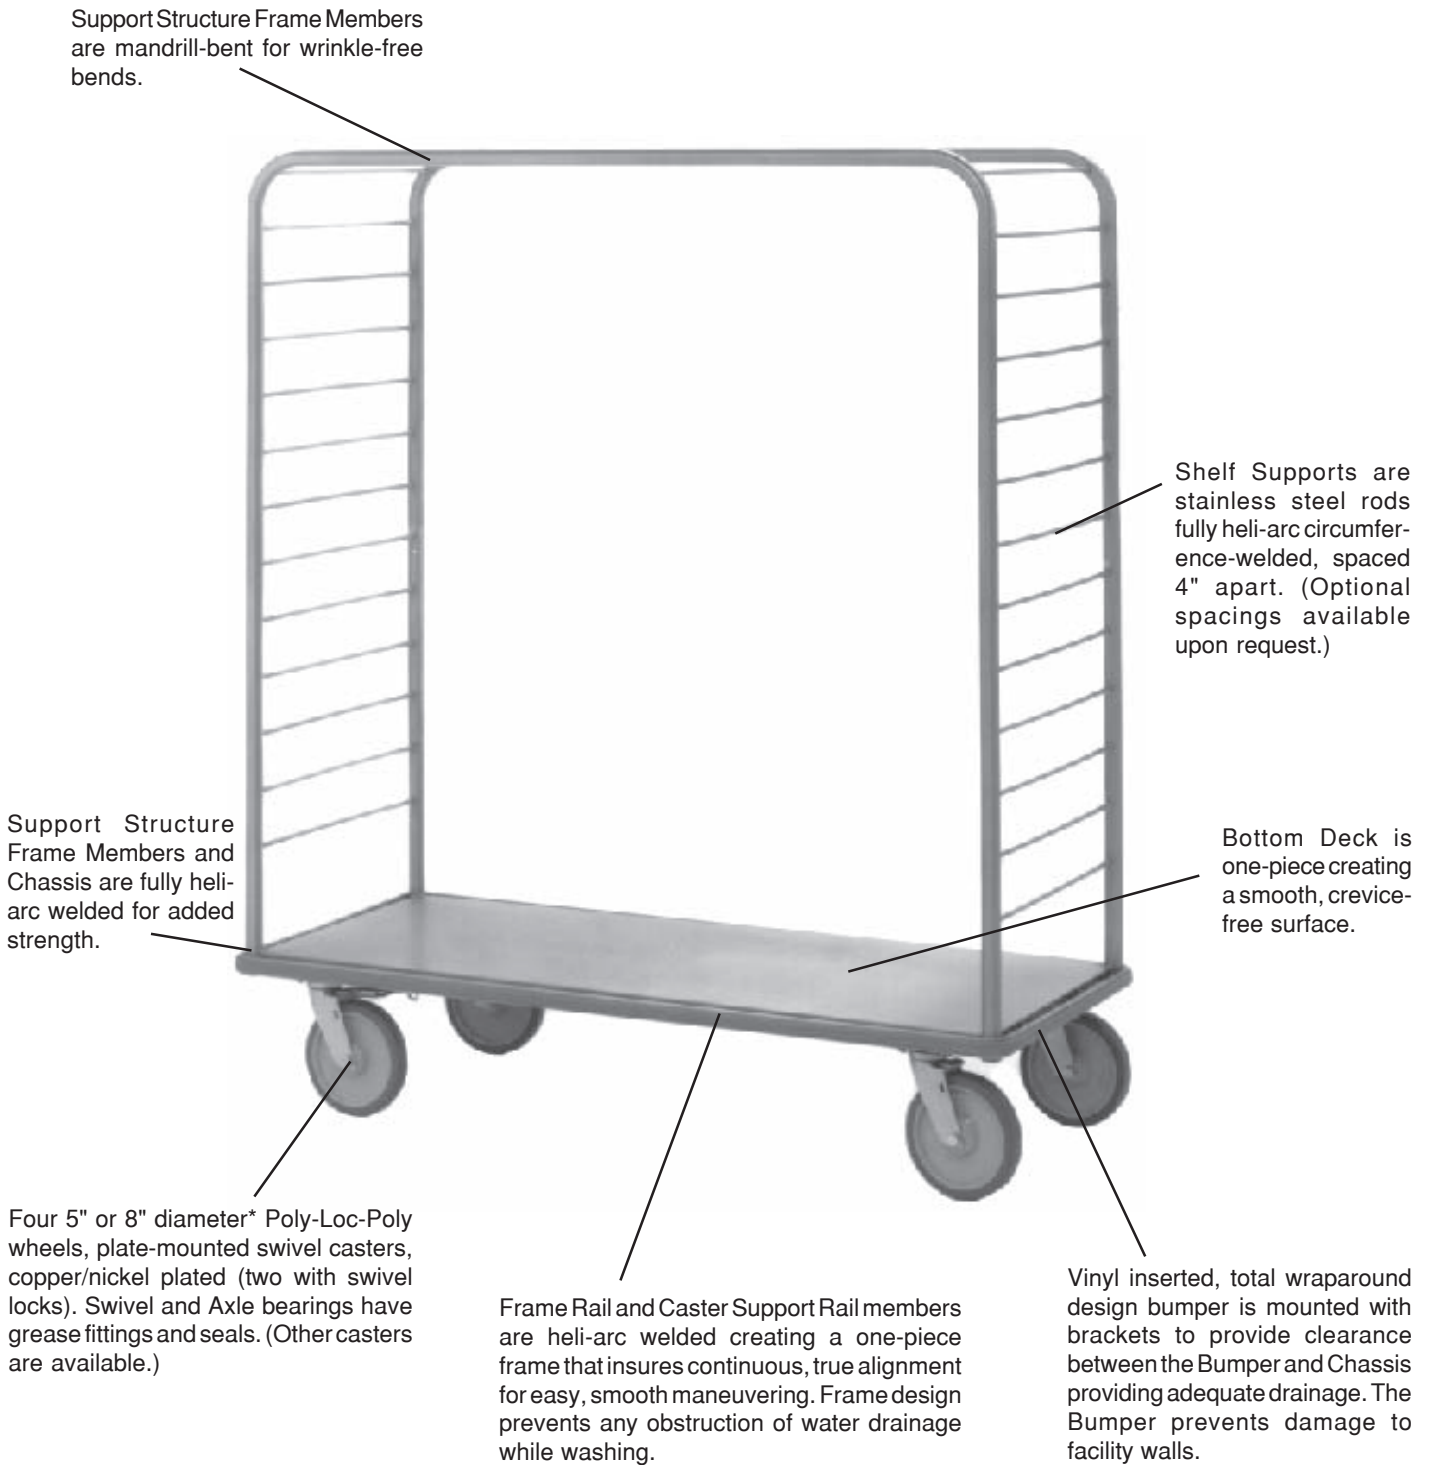 Support Structure Frame Members
are mandrill-bent for wrinkle-free
bends.
Shelf Supports are
stainless steel rods
fully heli-arc circumfer-
ence-welded, spaced
4" apart. (Optional
spacings available
upon request.)
Support Structure
Frame Members and
Chassis are fully heli-
arc welded for added
strength.
Bottom Deck is
one-piece creating
a smooth, crevice-
free surface.
Four 5" or 8" diameter* Poly-Loc-Poly
wheels, plate-mounted swivel casters,
copper/nickel plated (two with swivel
locks). Swivel and Axle bearings have
grease fittings and seals. (Other casters
are available.)
Frame Rail and Caster Support Rail members
are heli-arc welded creating a one-piece
frame that insures continuous, true alignment
for easy, smooth maneuvering. Frame design
prevents any obstruction of water drainage
while washing.
Vinyl inserted, total wraparound
design bumper is mounted with
brackets to provide clearance
between the Bumper and Chassis
providing adequate drainage. The
Bumper prevents damage to
facility walls.